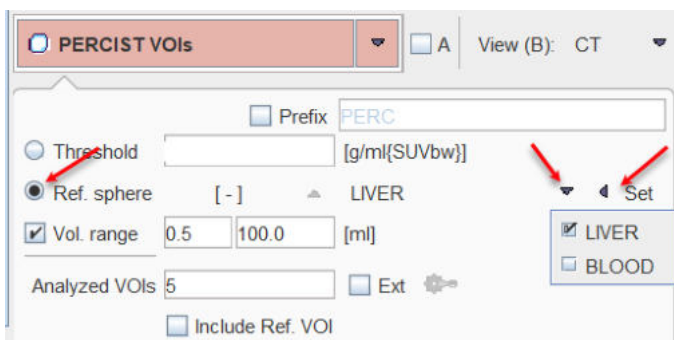 PERCIST VOIs A View (B): CT
Prefix PERC
Threshold [g/ml{SUVbw}]
Ref. sphere [-] LIVER Set
Vol. range 0.5 100.0 [ml]
LIVER
BLOOD
Analyzed VOIs 5 Ext
Include Ref. VOI